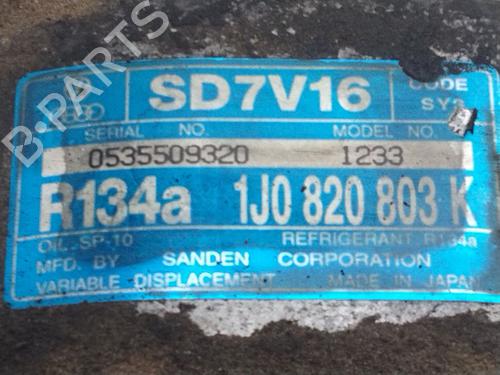 B-PARTS
SD7V16
CODE
SYS
SERIAL NO. MODEL NO.
0535509320 1233
R134a 1J0 820 803 K
OIL SP-10 REFRIGERANT R134a
MFD. BY SANDEN CORPORATION
VARIABLE DISPLACEMENT MADE IN JAPAN